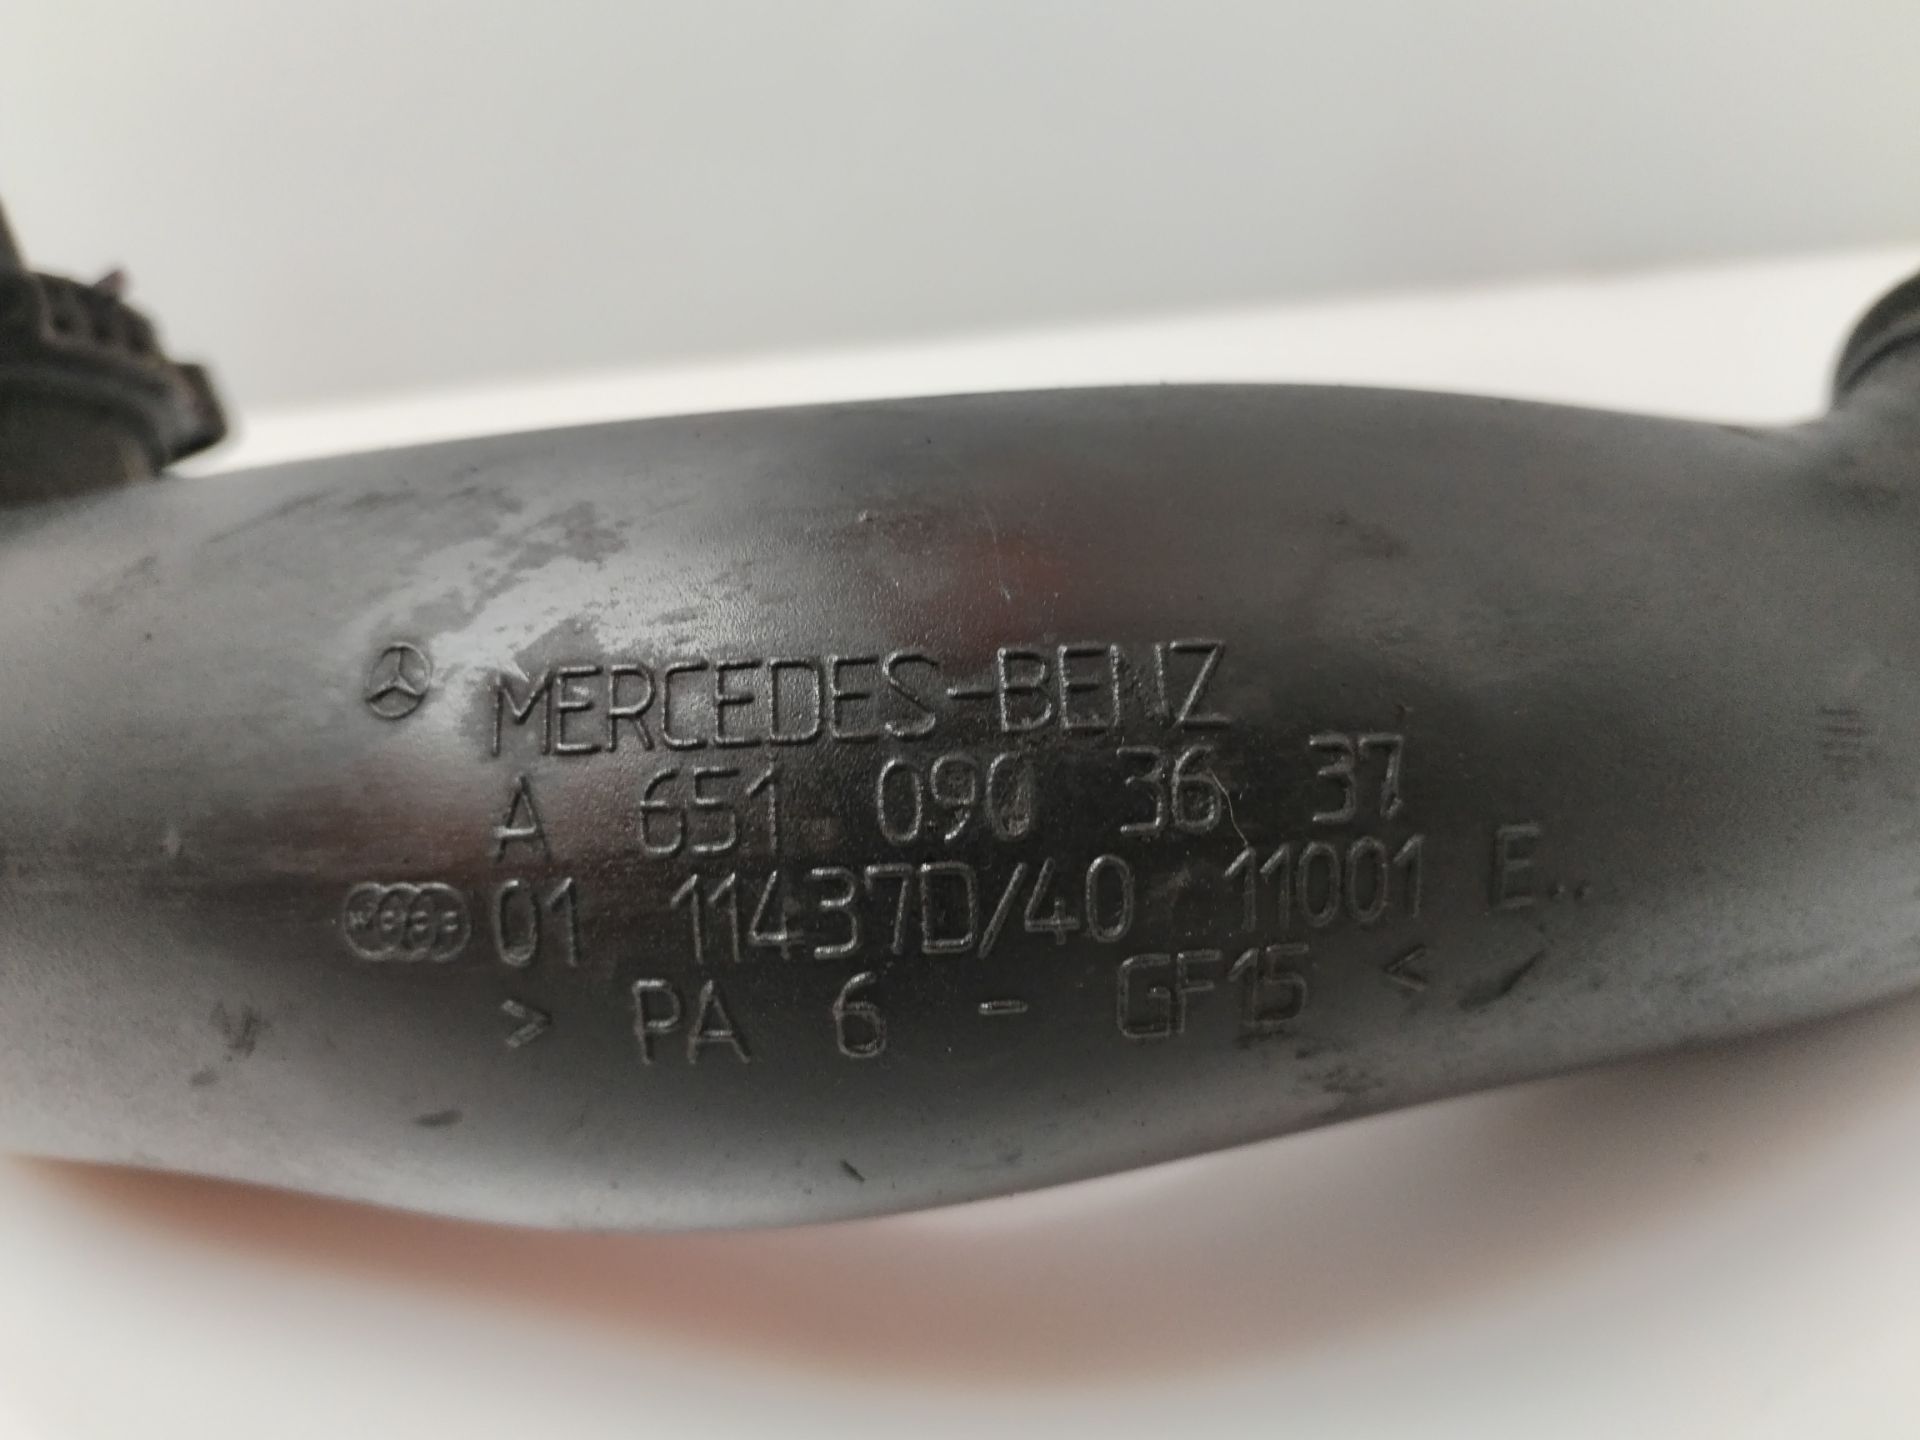 MERCEDES-BENZ
A 651 090 36 37
01 11437D/40 11001 E..
> PA 6 - GF15 <